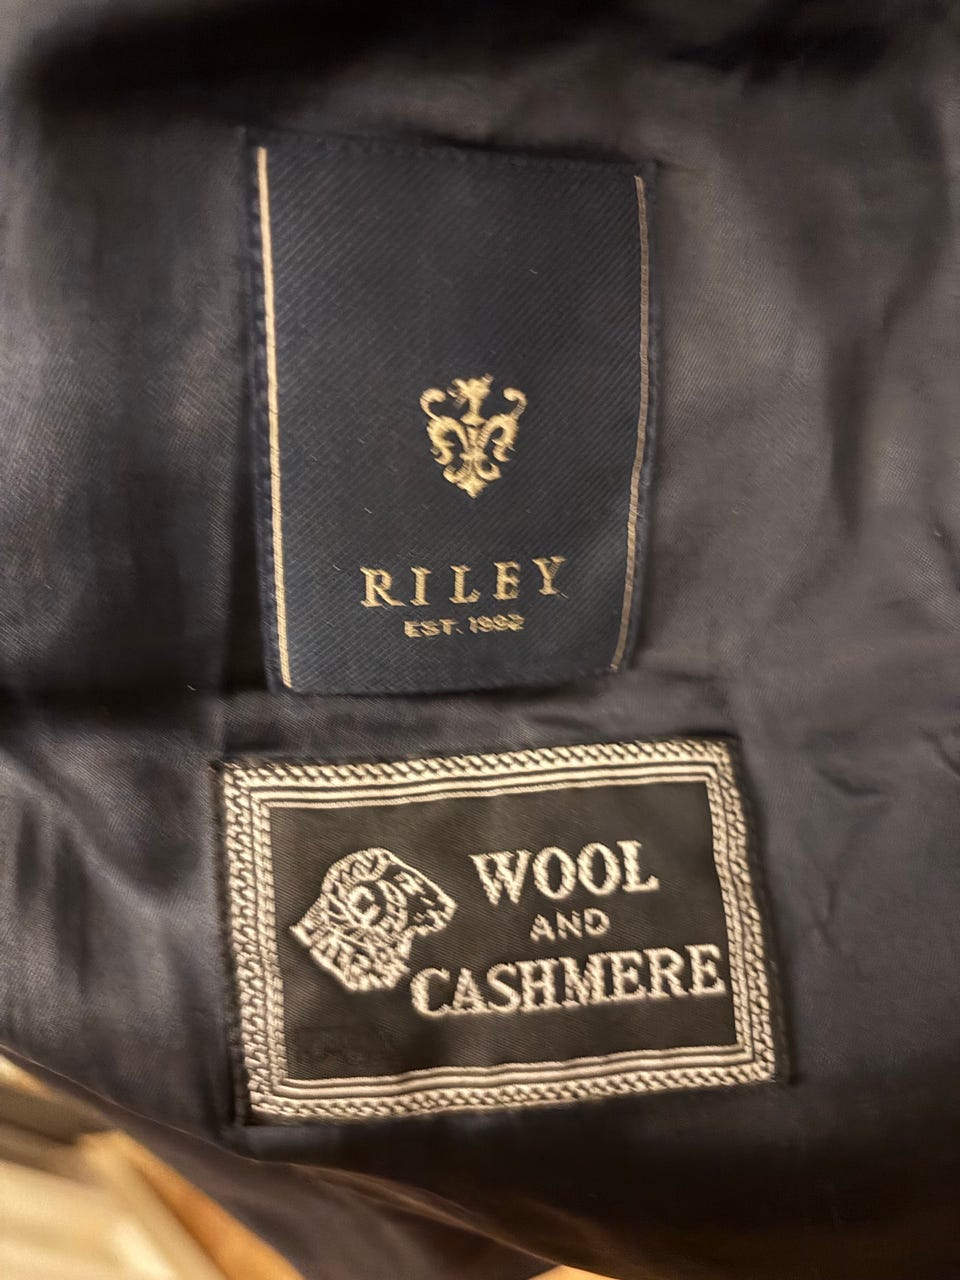 RILEY
EST. 1992
WOOL
AND
CASHMERE